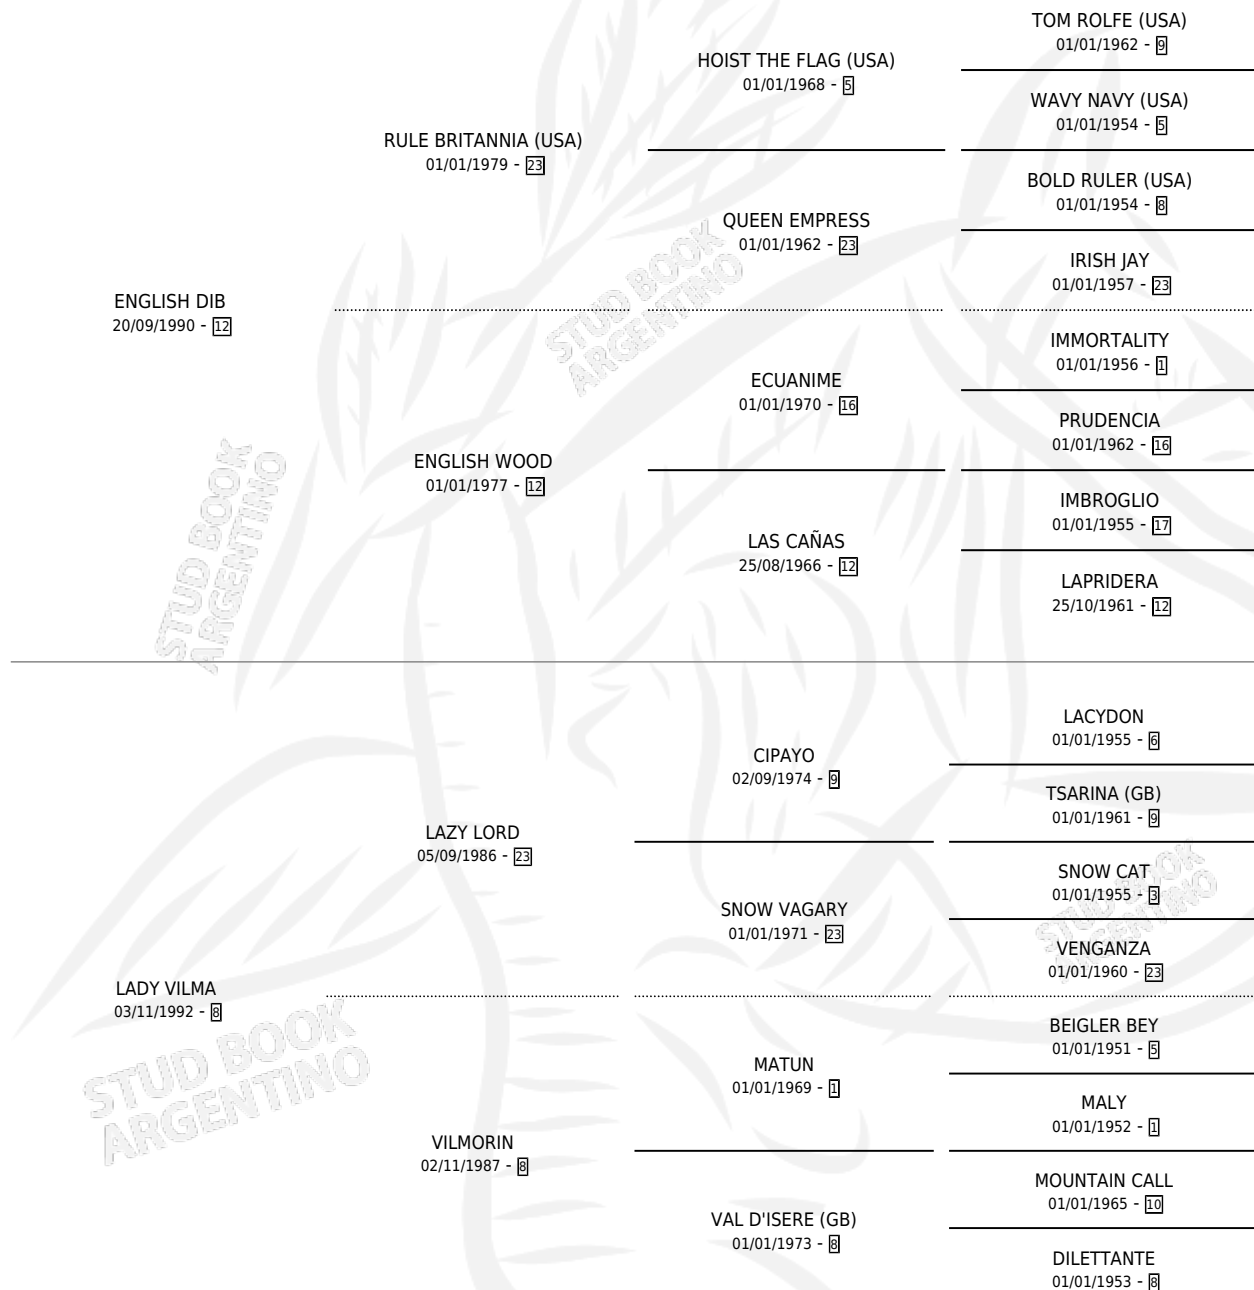 TOM ROLFE (USA)
01/01/1962 - 9
HOIST THE FLAG (USA)
01/01/1968 - 5
WAVY NAVY (USA)
01/01/1954 - 5
RULE BRITANNIA (USA)
01/01/1979 - 23
BOLD RULER (USA)
01/01/1954 - 8
QUEEN EMPRESS
01/01/1962 - 23
IRISH JAY
01/01/1957 - 23
ENGLISH DIB
20/09/1990 - 12
STUD BOOK
ARGENTINO
IMMORTALITY
01/01/1956 - 1
ECUANIME
01/01/1970 - 16
PRUDENCIA
01/01/1962 - 16
ENGLISH WOOD
01/01/1977 - 12
IMBROGLIO
01/01/1955 - 17
LAS CAÑAS
25/08/1966 - 12
LAPRIDERA
25/10/1961 - 12
STUD BOOK
ARGENTINO
LACYDON
01/01/1955 - 6
CIPAYO
02/09/1974 - 9
TSARINA (GB)
01/01/1961 - 9
LAZY LORD
05/09/1986 - 23
SNOW CAT
01/01/1955 - 3
SNOW VAGARY
01/01/1971 - 23
VENGANZA
01/01/1960 - 23
STUD BOOK
ARGENTINO
LADY VILMA
03/11/1992 - 8
BEIGLER BEY
01/01/1951 - 5
MATUN
01/01/1969 - 1
MALY
01/01/1952 - 1
STUD BOOK
ARGENTINO
VILMORIN
02/11/1987 - 8
MOUNTAIN CALL
01/01/1965 - 10
VAL D'ISERE (GB)
01/01/1973 - 8
DILETTANTE
01/01/1953 - 8